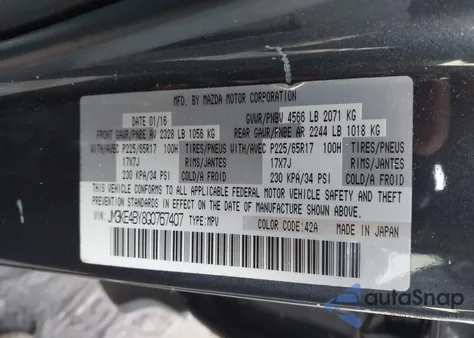 MFD. BY MAZDA MOTOR CORPORATION
DATE 01/16 GVWR/PNBV 4566 LB 2071 KG
FRONT GAWR/PNBE AV 2328 LB 1056 KG REAR GAWR/PNBE AR 2244 LB 1018 KG
WITH/AVEC P225/65R17 100H TIRES/PNEUS WITH/AVEC P225/65R17 100H TIRES/PNEUS
17X7J RIMS/JANTES 17X7J RIMS/JANTES
230 KPA/34 PSI 230 KPA/34 PSI
THIS VEHICLE CONFORMS TO ALL APPLICABLE FEDERAL MOTOR VEHICLE SAFETY AND THEFT
PREVENTION STANDARDS IN EFFECT ON THE DATE OF MANUFACTURE SHOWN ABOVE.
VIN: JM3KE4BY8G0767407 TYPE: MPV COLOR CODE: 42A MADE IN JAPAN
autoSnap